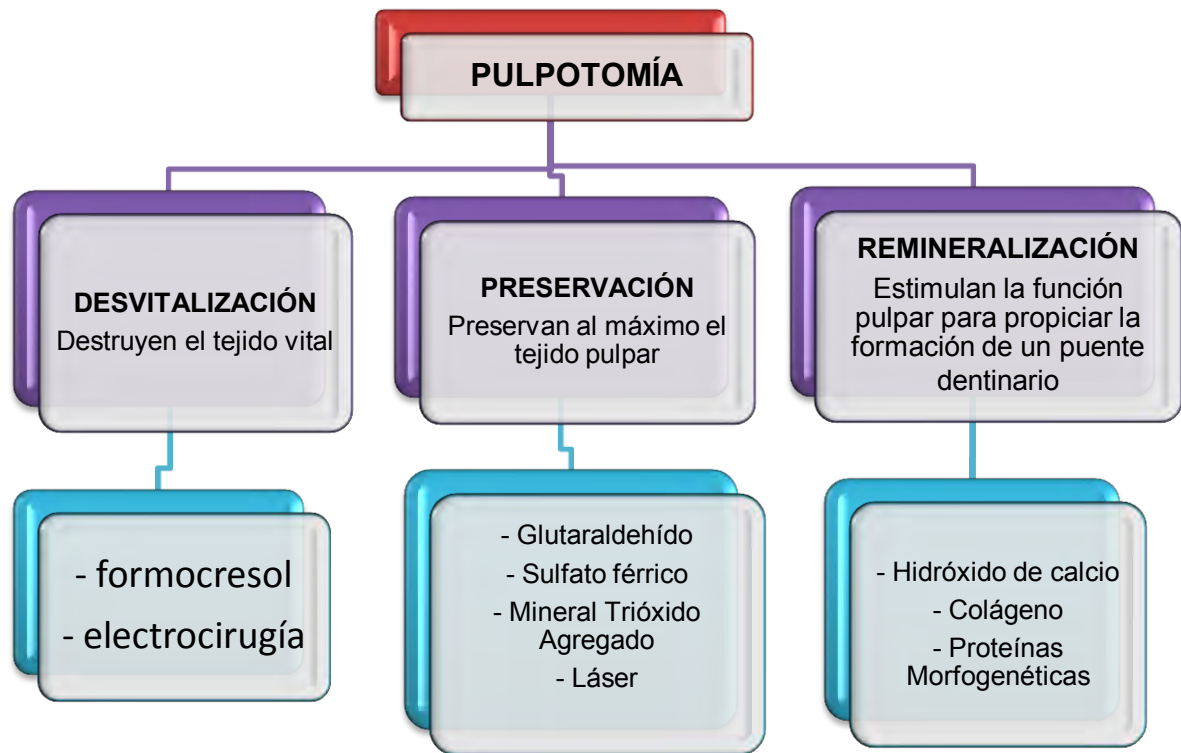 PULPOTOMÍA
DESVITALIZACIÓN
Destruyen el tejido vital
PRESERVACIÓN
Preservan al máximo el
tejido pulpar
REMINERALIZACIÓN
Estimulan la función
pulpar para propiciar la
formación de un puente
dentinario
- formocresol
- electrocirugía
- Glutaraldehído
- Sulfato férrico
- Mineral Trióxido
Agregado
- Láser
- Hidróxido de calcio
- Colágeno
- Proteínas
Morfogenéticas